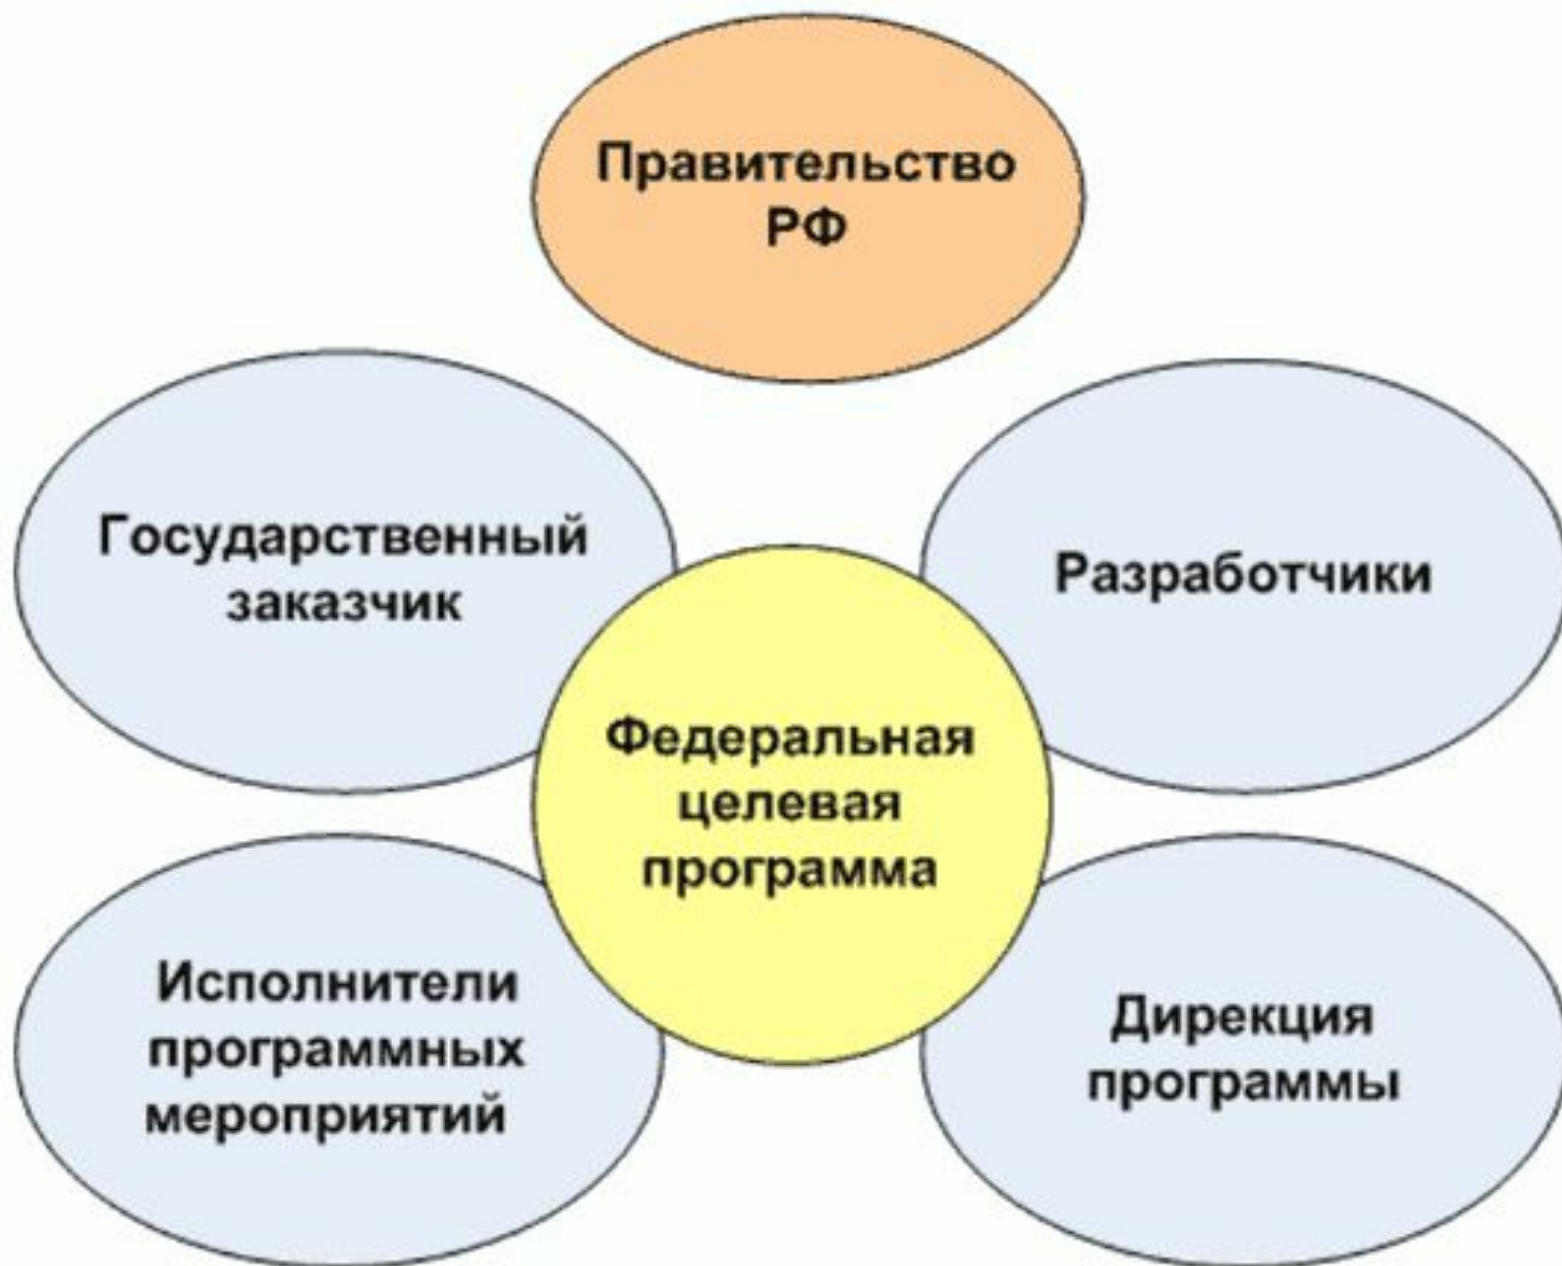 Правительство
РФ
Государственный
заказчик
Разработчики
Федеральная
целевая
программа
Исполнители
программных
мероприятий
Дирекция
программы